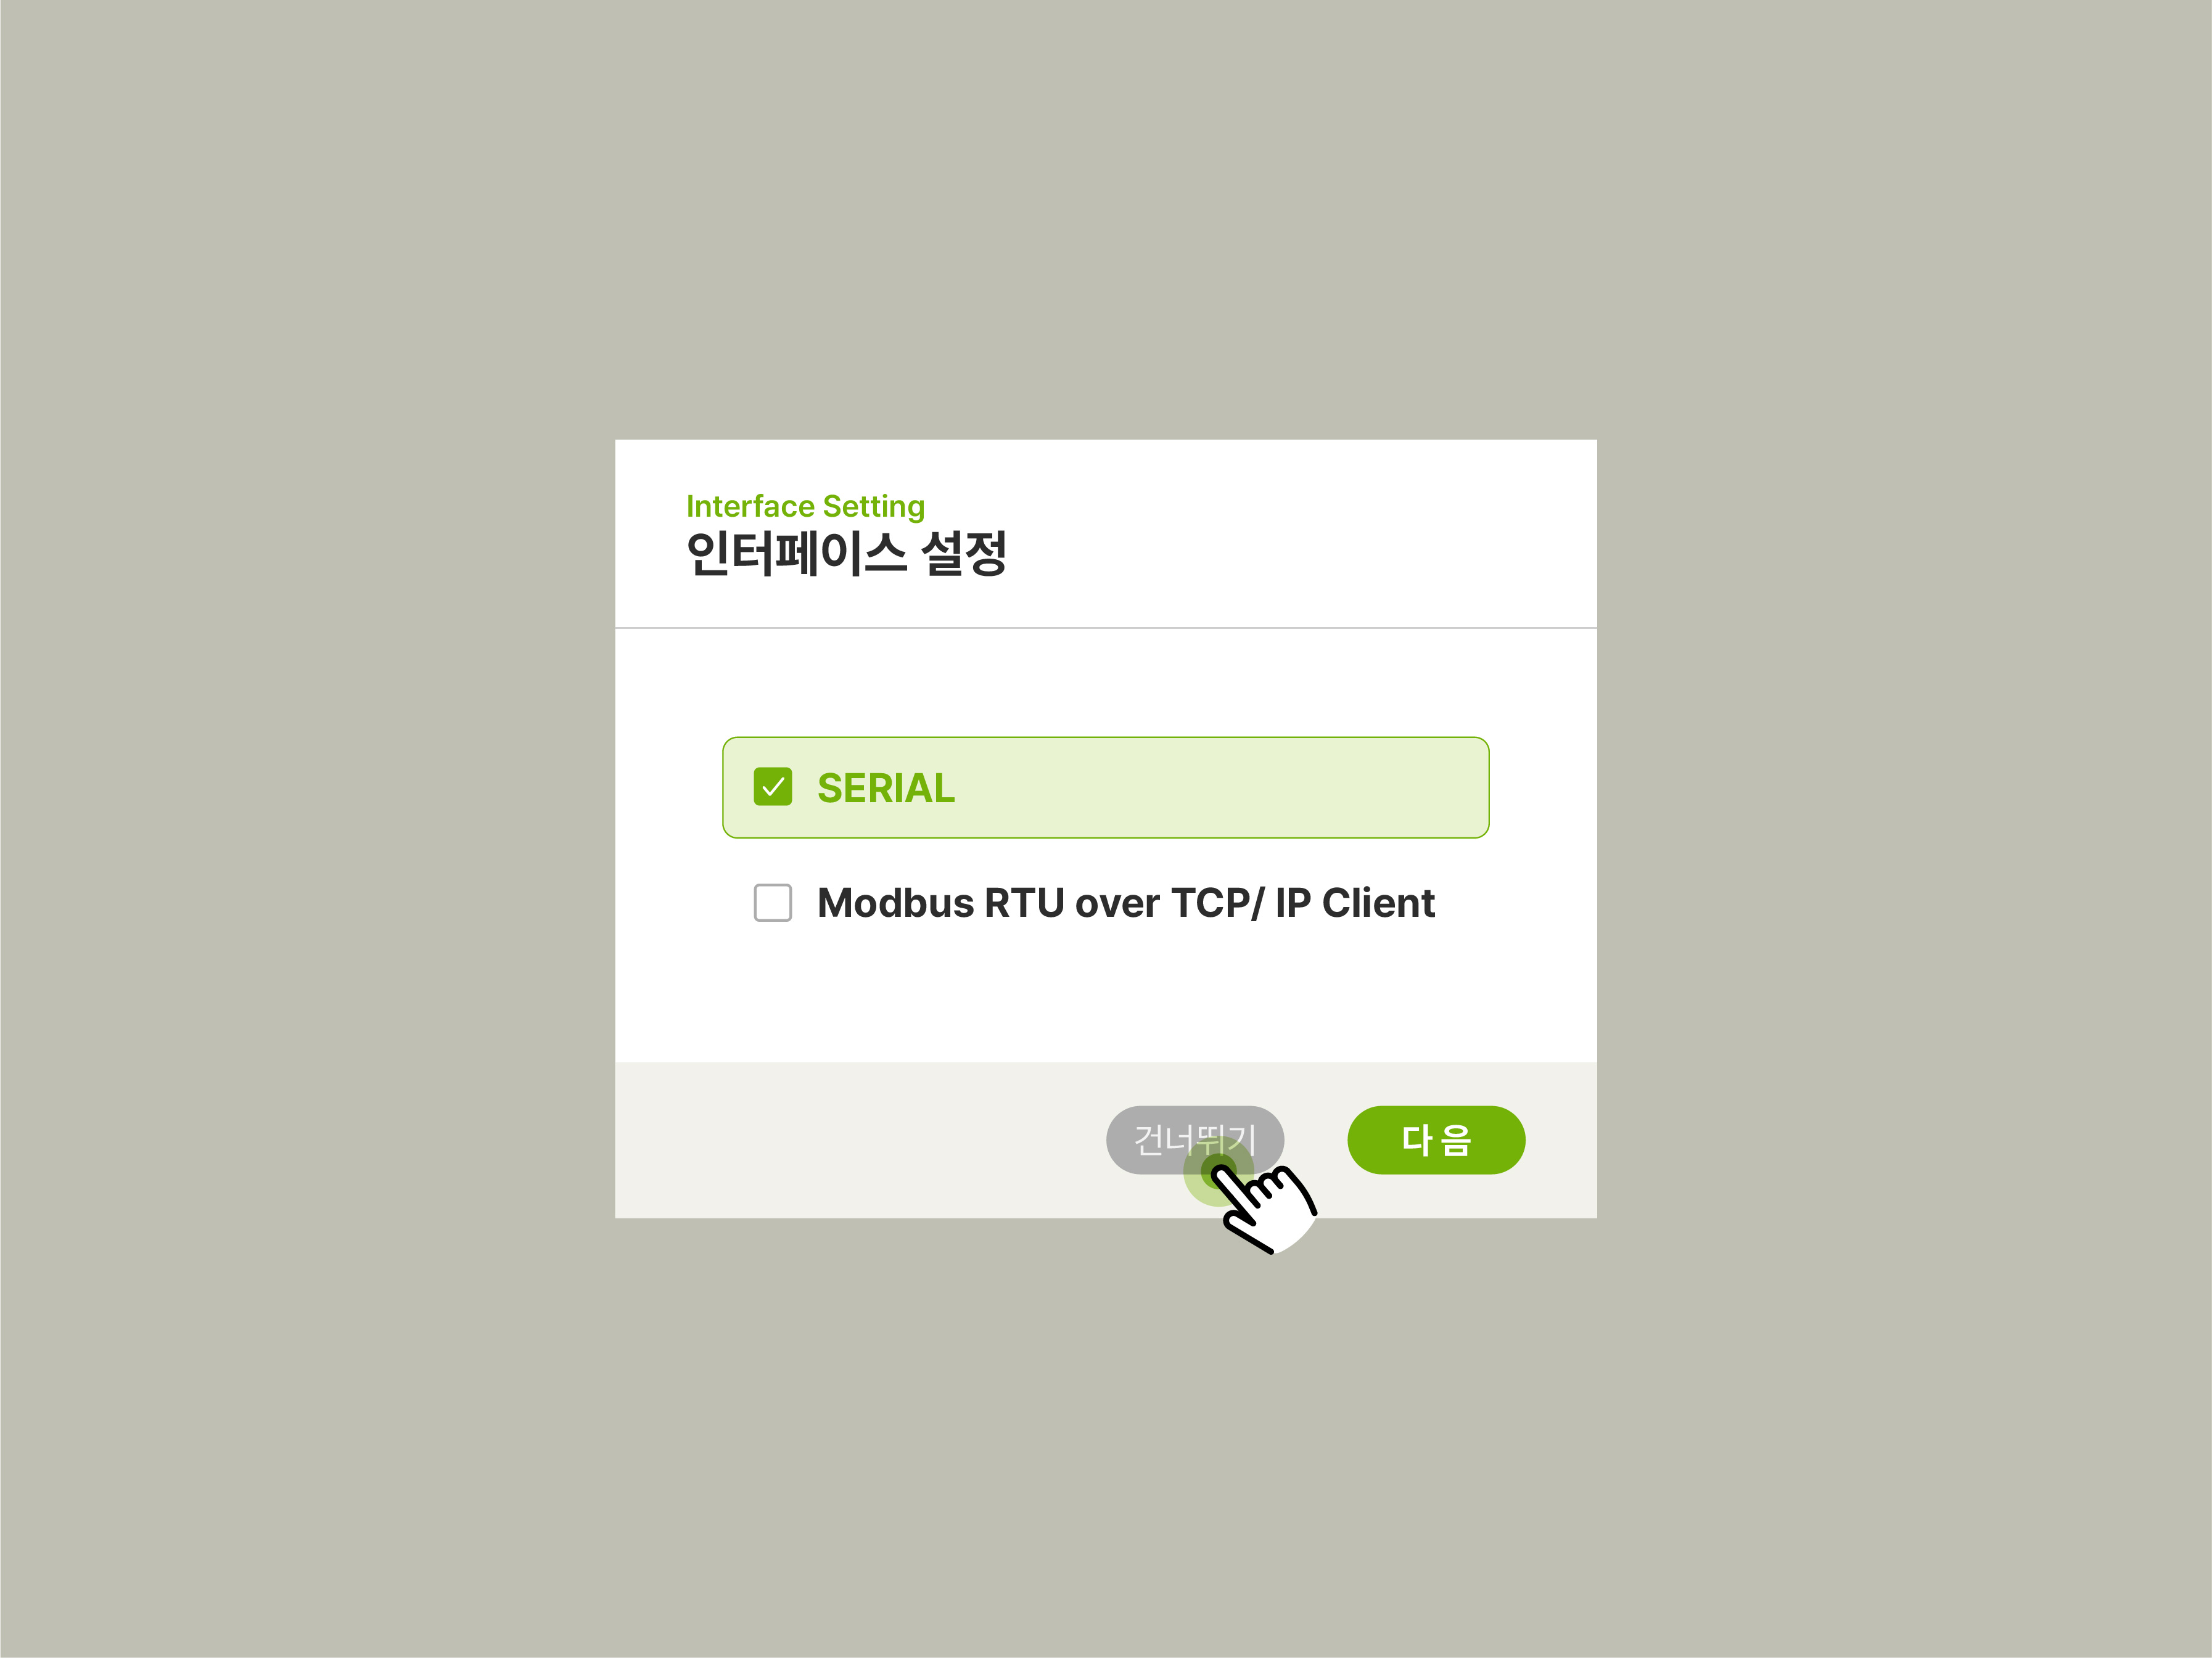 Interface Setting
인터페이스 설정
SERIAL
Modbus RTU over TCP/ IP Client
건너뛰기
다음